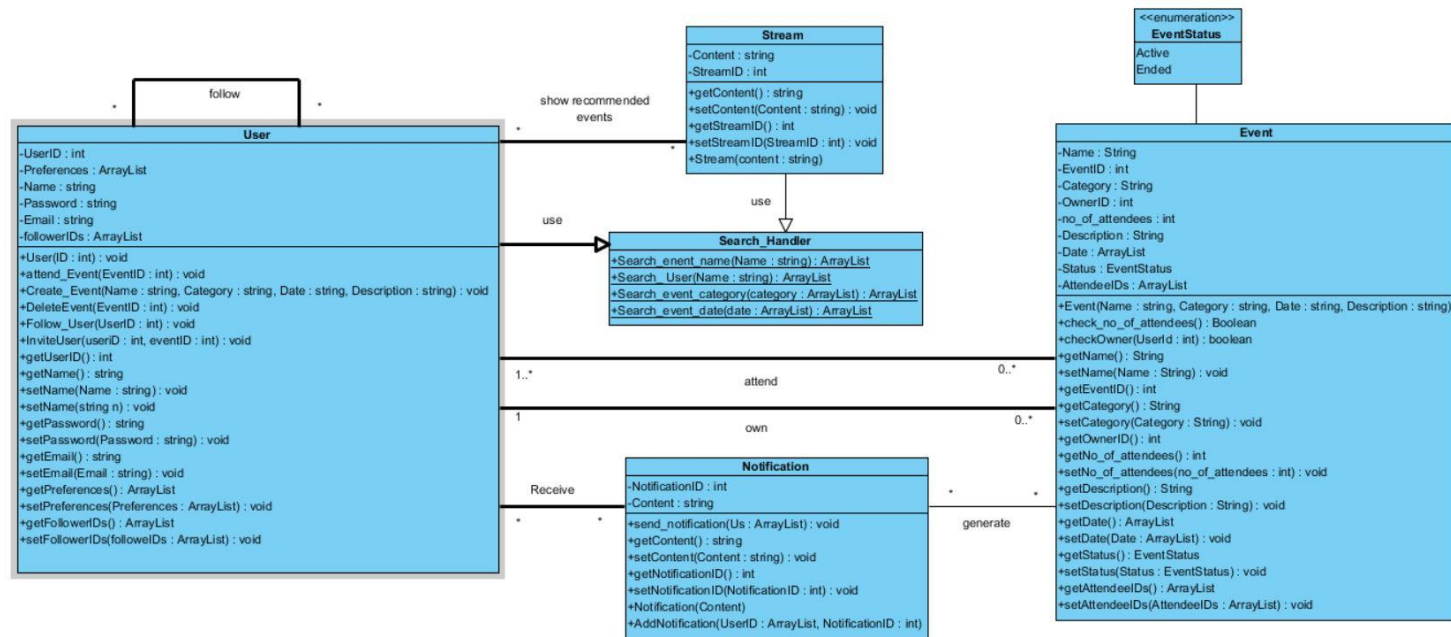 follow
*
*
User
-UserID : int
-Preferences : ArrayList
-Name : string
-Password : string
-Email : string
-followerIDs : ArrayList
+User(ID : int) : void
+attend_Event(EventID : int) : void
+Create_Event(Name : string, Category : string, Date : string, Description : string) : void
+DeleteEvent(EventID : int) : void
+Follow_User(UserID : int) : void
+InviteUser(useriD : int, eventID : int) : void
+getUserID() : int
+getName() : string
+setName(Name : string) : void
+setName(string n) : void
+getPassword() : string
+setPassword(Password : string) : void
+getEmail() : string
+setEmail(Email : string) : void
+getPreferences() : ArrayList
+setPreferences(Preferences : ArrayList) : void
+getFollowerIDs() : ArrayList
+setFollowerIDs(followeIDs : ArrayList) : void
show recommended
events
*
*
Stream
-Content : string
-StreamID : int
+getContent() : string
+setContent(Content : string) : void
+getStreamID() : int
+setStreamID(StreamID : int) : void
+Stream(content : string)
use
use
Search_Handler
+Search_enent_name(Name : string) : ArrayList
+Search_ User(Name : string) : ArrayList
+Search_event_category(category : ArrayList) : ArrayList
+Search_event_date(date : ArrayList) : ArrayList
1..*
attend
0..*
1
own
0..*
Receive
*
*
Notification
-NotificationID : int
-Content : string
+send_notification(Us : ArrayList) : void
+getContent() : string
+setContent(Content : string) : void
+getNotificationID() : int
+setNotificationID(NotificationID : int) : void
+Notification(Content)
+AddNotification(UserID : ArrayList, NotificationID : int)
*
*
generate
<<enumeration>>
EventStatus
Active
Ended
Event
-Name : String
-EventID : int
-Category : String
-OwnerID : int
-no_of_attendees : int
-Description : String
-Date : ArrayList
-Status : EventStatus
-AttendeeIDs : ArrayList
+Event(Name : string, Category : string, Date : string, Description : string)
+check_no_of_attendees() : Boolean
+checkOwner(UserId : int) : boolean
+getName() : String
+setName(Name : String) : void
+getEventID() : int
+getCategory() : String
+setCategory(Category : String) : void
+getOwnerID() : int
+getNo_of_attendees() : int
+setNo_of_attendees(no_of_attendees : int) : void
+getDescription() : String
+setDescription(Description : String) : void
+getDate() : ArrayList
+setDate(Date : ArrayList) : void
+getStatus() : EventStatus
+setStatus(Status : EventStatus) : void
+getAttendeeIDs() : ArrayList
+setAttendeeIDs(AttendeeIDs : ArrayList) : void